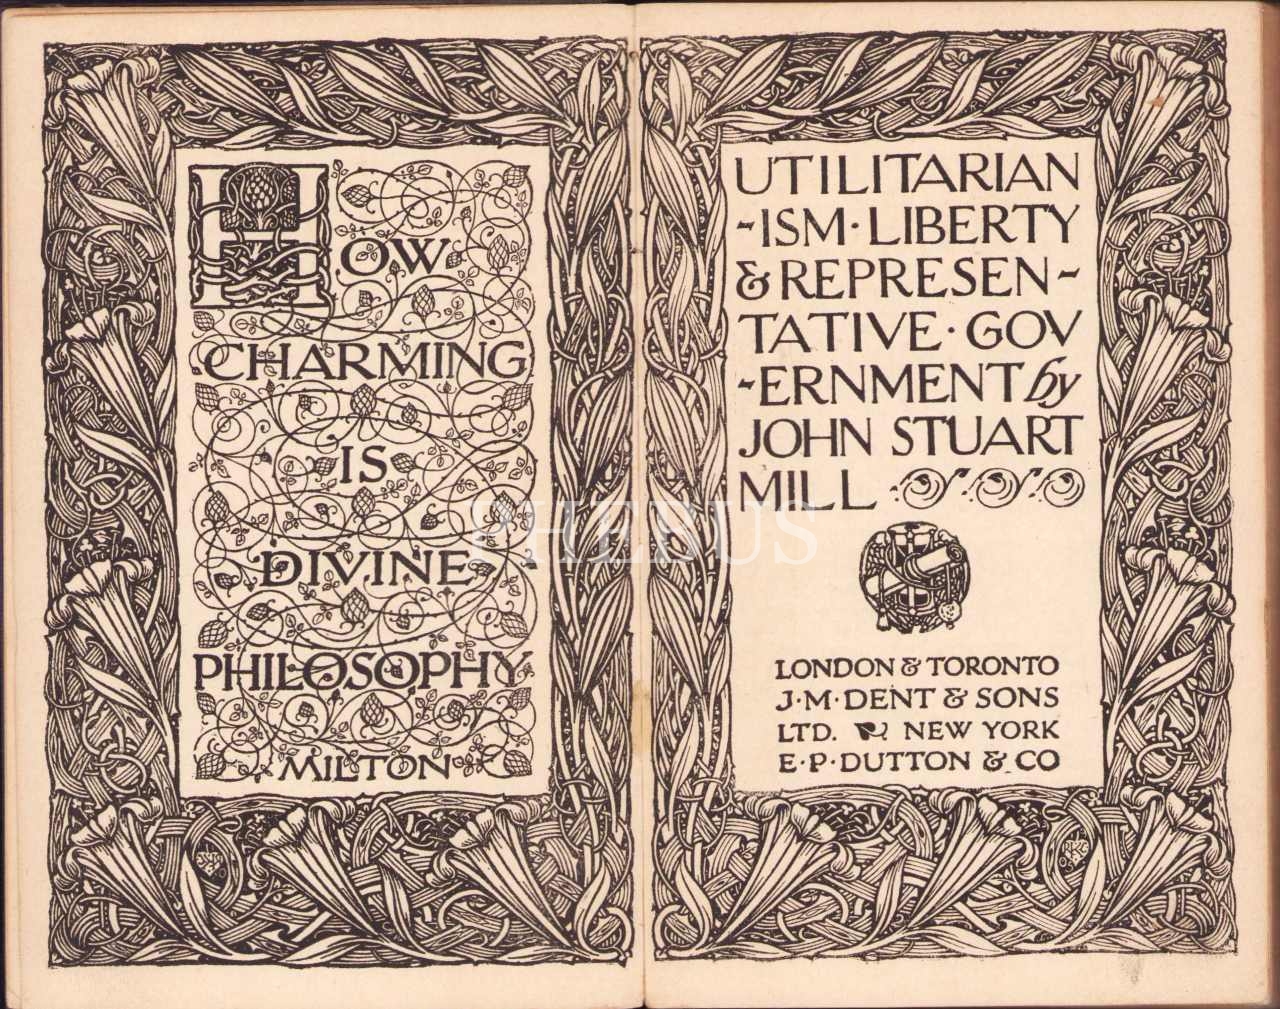 HOW
CHARMING
IS
DIVINE
PHILOSOPHY
MILTON
UTILITARIAN
-ISM · LIBERTY
& REPRESEN-
TATIVE · GOV
-ERNMENT by
JOHN STUART
MILL
LONDON & TORONTO
J · M · DENT & SONS
LTD. NEW YORK
E · P · DUTTON & CO
PHEBUS